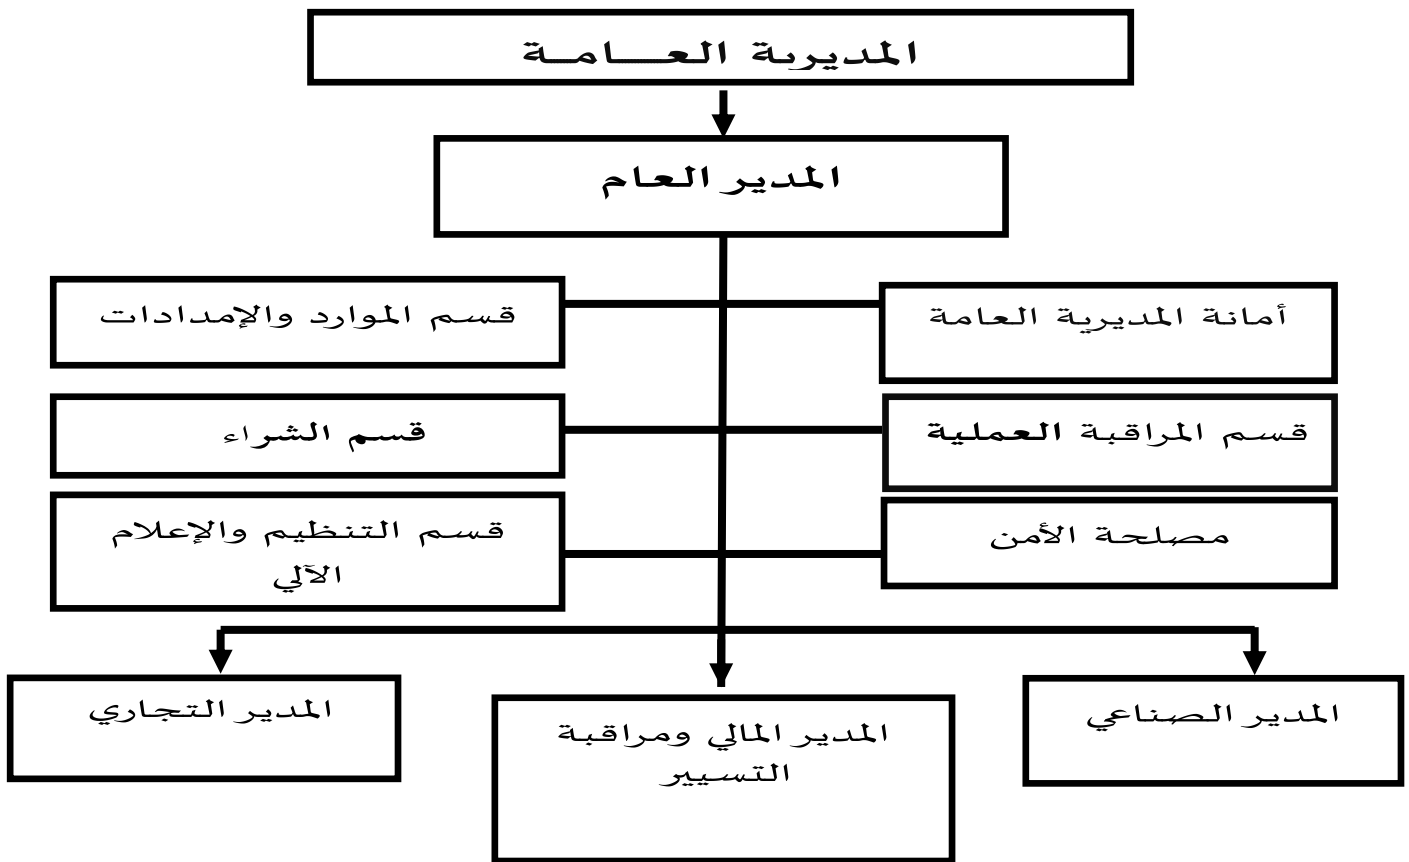 المديرية العـــامــة
المدير العام
أمانة المديرية العامة
قسم الموارد والإمدادات
قسم المراقبة العملية
قسم الشراء
مصلحة الأمن
قسم التنظيم والإعلام
الآلي
المدير الصناعي
المدير المالي ومراقبة
التسيير
المدير التجاري